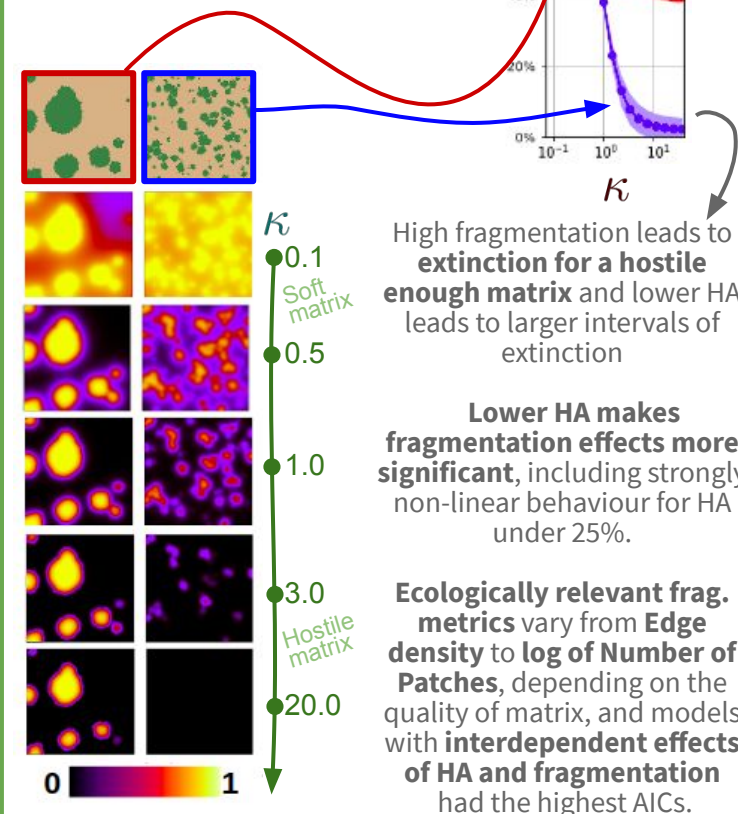 20%
0%
10⁻¹ 10⁰ 10¹
κ
κ
0.1
Soft
matrix
0.5
1.0
3.0
Hostile
matrix
20.0
0 1
High fragmentation leads to
extinction for a hostile
enough matrix and lower HA
leads to larger intervals of
extinction
Lower HA makes
fragmentation effects more
significant, including strongly
non-linear behaviour for HA
under 25%.
Ecologically relevant frag.
metrics vary from Edge
density to log of Number of
Patches, depending on the
quality of matrix, and models
with interdependent effects
of HA and fragmentation
had the highest AICs.